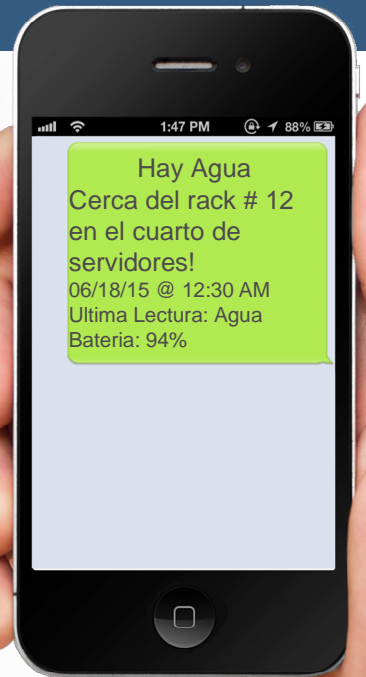 1:47 PM
88%
Hay Agua
Cerca del rack # 12
en el cuarto de
servidores!
06/18/15 @ 12:30 AM
Ultima Lectura: Agua
Bateria: 94%